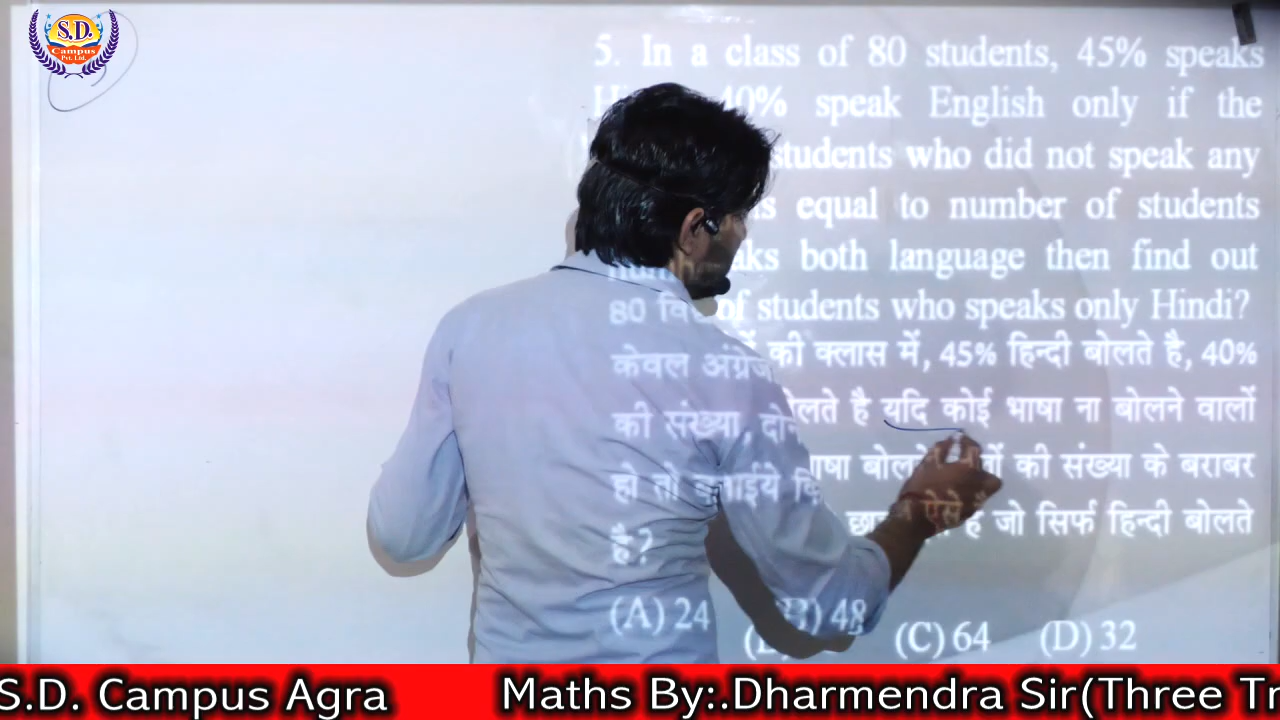 S.D.
Campus
Pvt. Ltd.
5. In a class of 80 students, 45% speaks
40% speak English only if the
students who did not speak any
equal to number of students
both language then find out
of students who speaks only Hindi?
80
की क्लास में, 45% हिन्दी बोलते है, 40%
केवल
है यदि कोई भाषा ना बोलने वालों
की संख्या,
की संख्या के बराबर
हो तो
जो सिर्फ हिन्दी बोलते
है?
(A) 24 48 (C) 64 (D) 32
S.D. Campus Agra Maths By:.Dharmendra Sir(Three